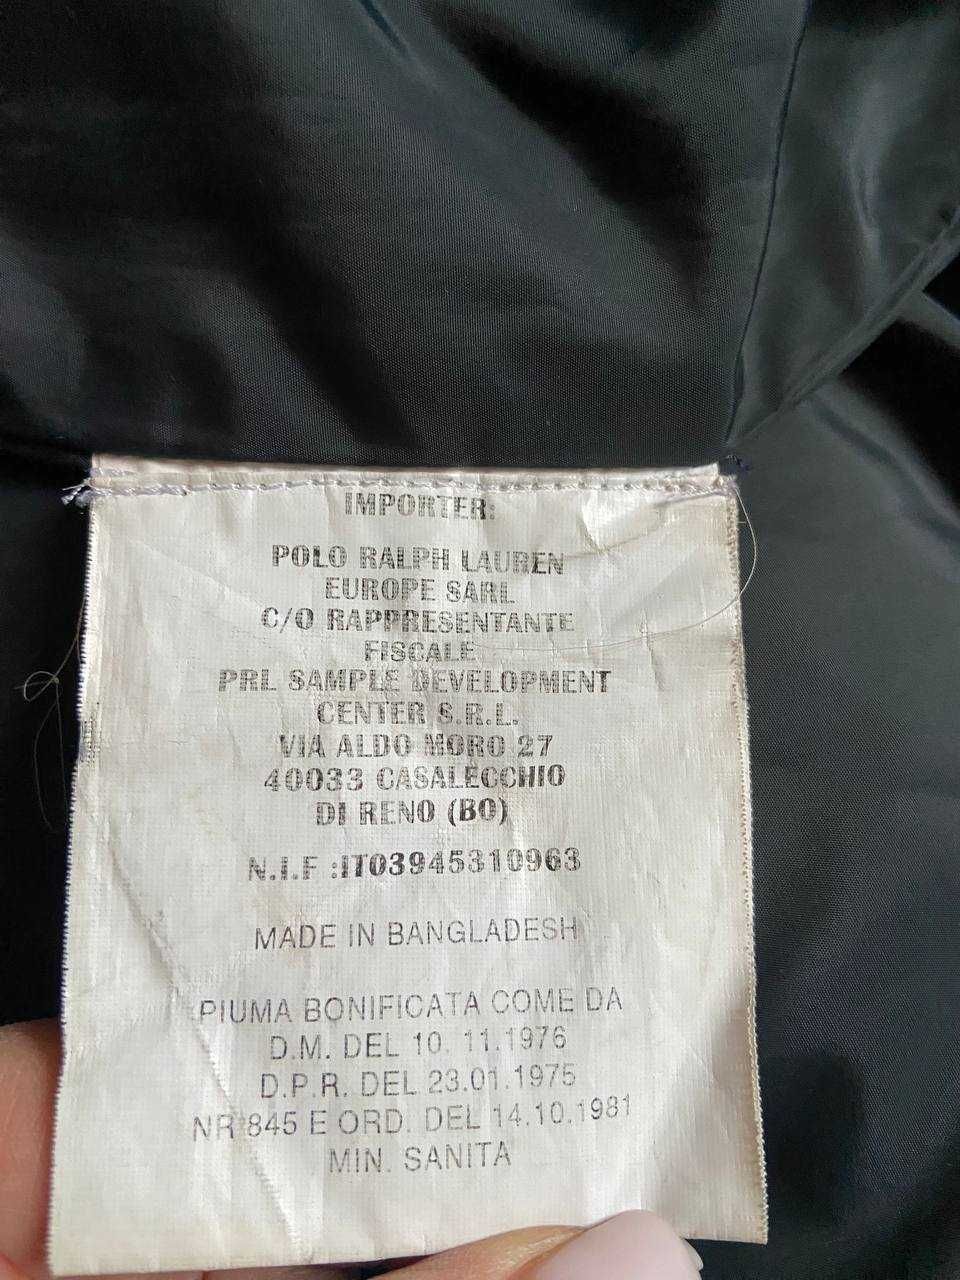 IMPORTER:
POLO RALPH LAUREN
EUROPE SARL
C/O RAPPRESENTANTE
FISCALE
PRL SAMPLE DEVELOPMENT
CENTER S.R.L.
VIA ALDO MORO 27
40033 CASALECCHIO
DI RENO (BO)
N.I.F :IT03945310963
MADE IN BANGLADESH
PIUMA BONIFICATA COME DA
D.M. DEL 10. 11.1976
D.P.R. DEL 23.01.1975
NR 845 E ORD. DEL 14.10.1981
MIN. SANITA